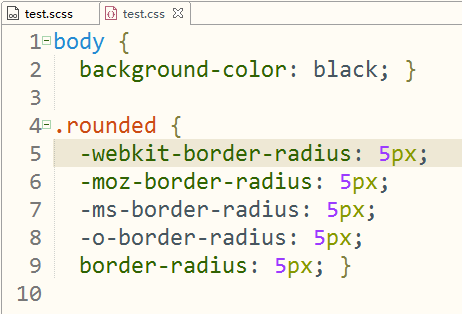 test.scss test.css
1 body {
2 background-color: black; }
3
4 .rounded {
5 -webkit-border-radius: 5px;
6 -moz-border-radius: 5px;
7 -ms-border-radius: 5px;
8 -o-border-radius: 5px;
9 border-radius: 5px; }
10